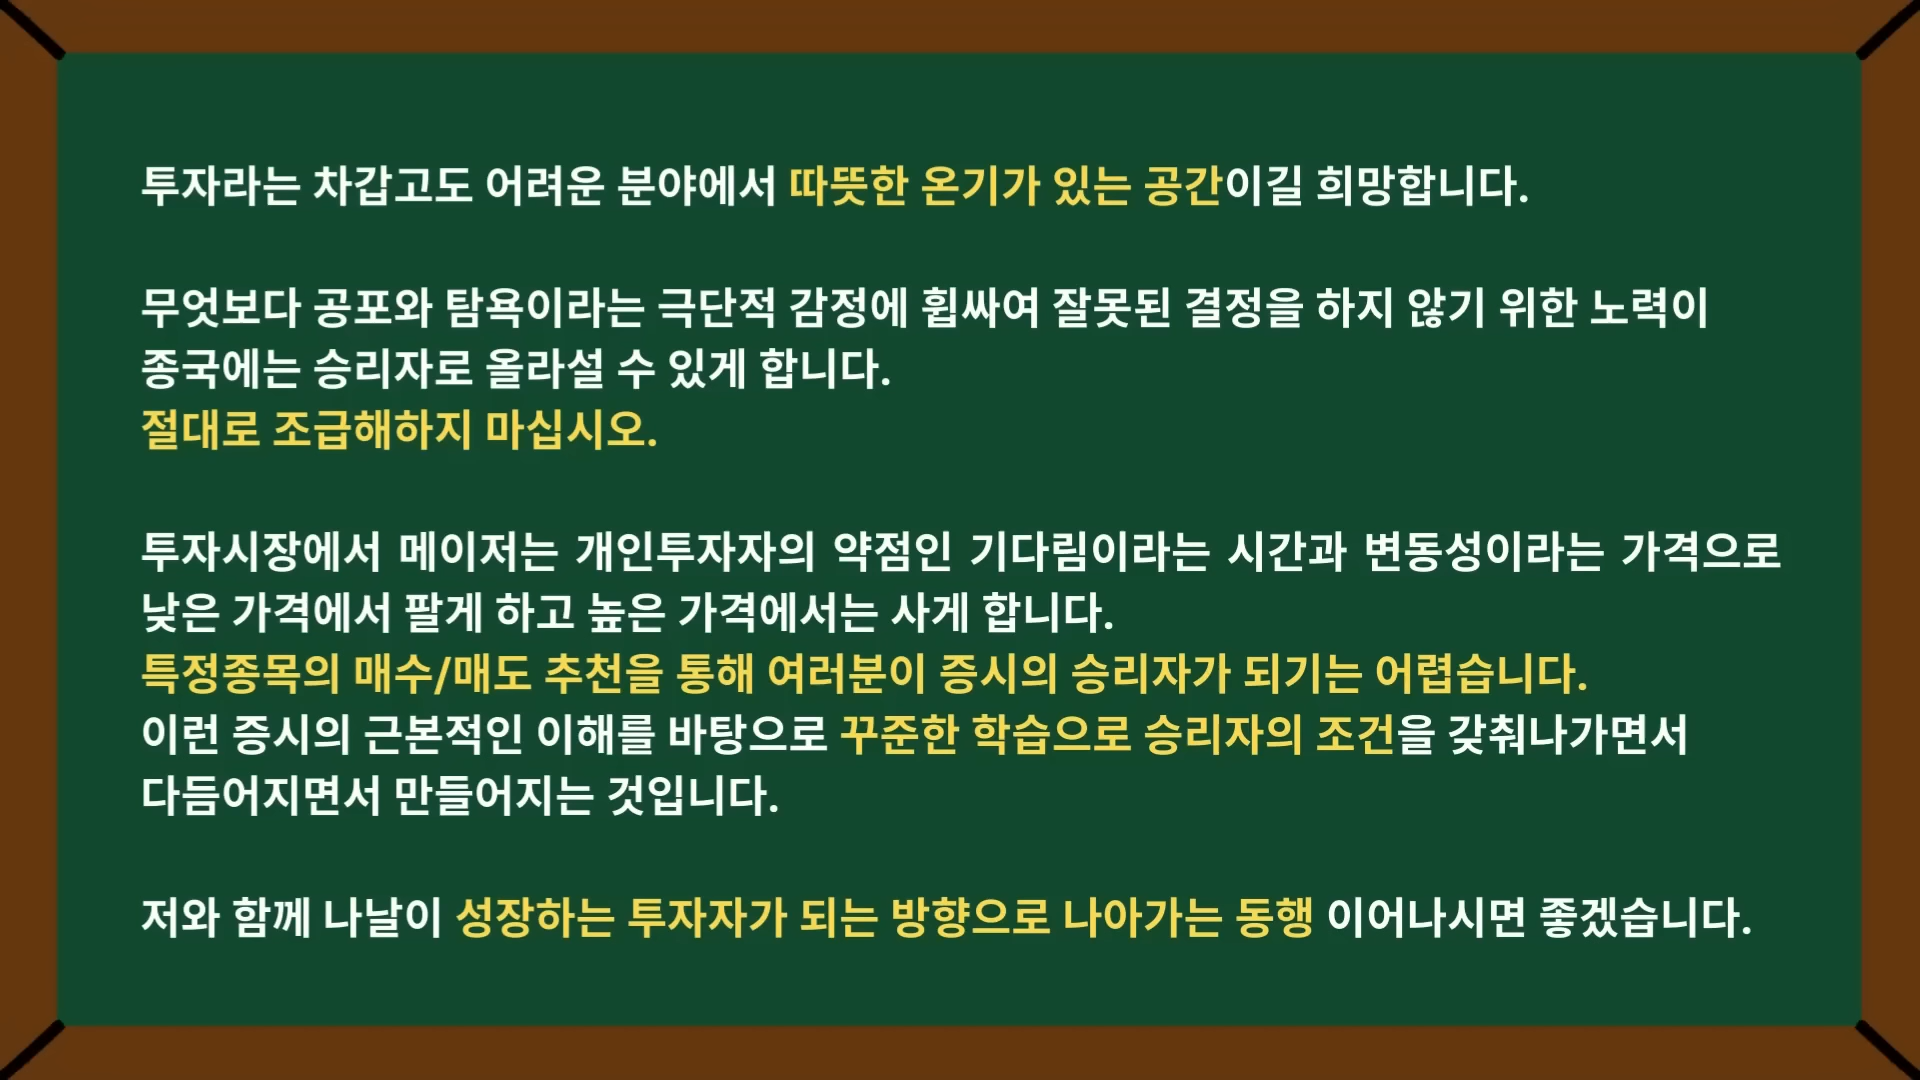 투자라는 차갑고도 어려운 분야에서 따뜻한 온기가 있는 공간이길 희망합니다.
무엇보다 공포와 탐욕이라는 극단적 감정에 휩싸여 잘못된 결정을 하지 않기 위한 노력이
종국에는 승리자로 올라설 수 있게 합니다.
절대로 조급해하지 마십시오.
투자시장에서 메이저는 개인투자자의 약점인 기다림이라는 시간과 변동성이라는 가격으로
낮은 가격에서 팔게 하고 높은 가격에서는 사게 합니다.
특정종목의 매수/매도 추천을 통해 여러분이 증시의 승리자가 되기는 어렵습니다.
이런 증시의 근본적인 이해를 바탕으로 꾸준한 학습으로 승리자의 조건을 갖춰나가면서
다듬어지면서 만들어지는 것입니다.
저와 함께 나날이 성장하는 투자자가 되는 방향으로 나아가는 동행 이어나시면 좋겠습니다.